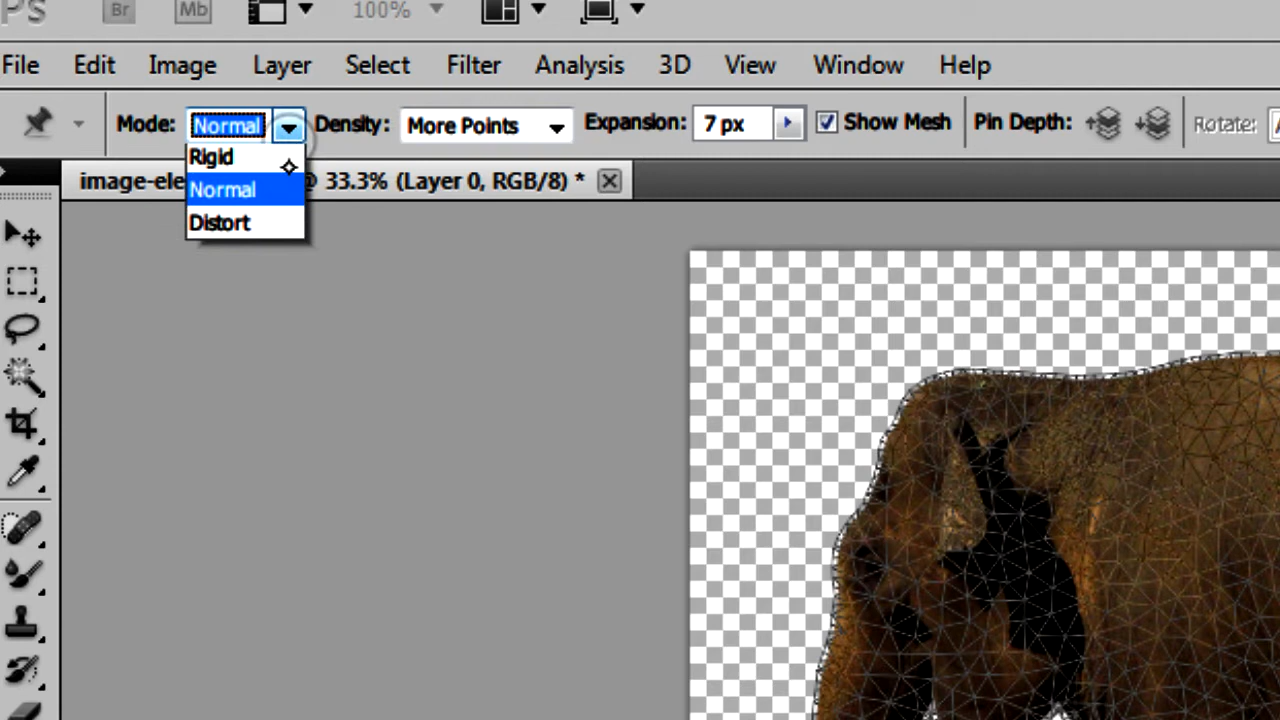 PS Br Mb 100%
File Edit Image Layer Select Filter Analysis 3D View Window Help
Mode: Normal Density: More Points Expansion: 7 px Show Mesh Pin Depth: Rotate:
Rigid
image-ele @ 33.3% (Layer 0, RGB/8) *
Normal
Distort